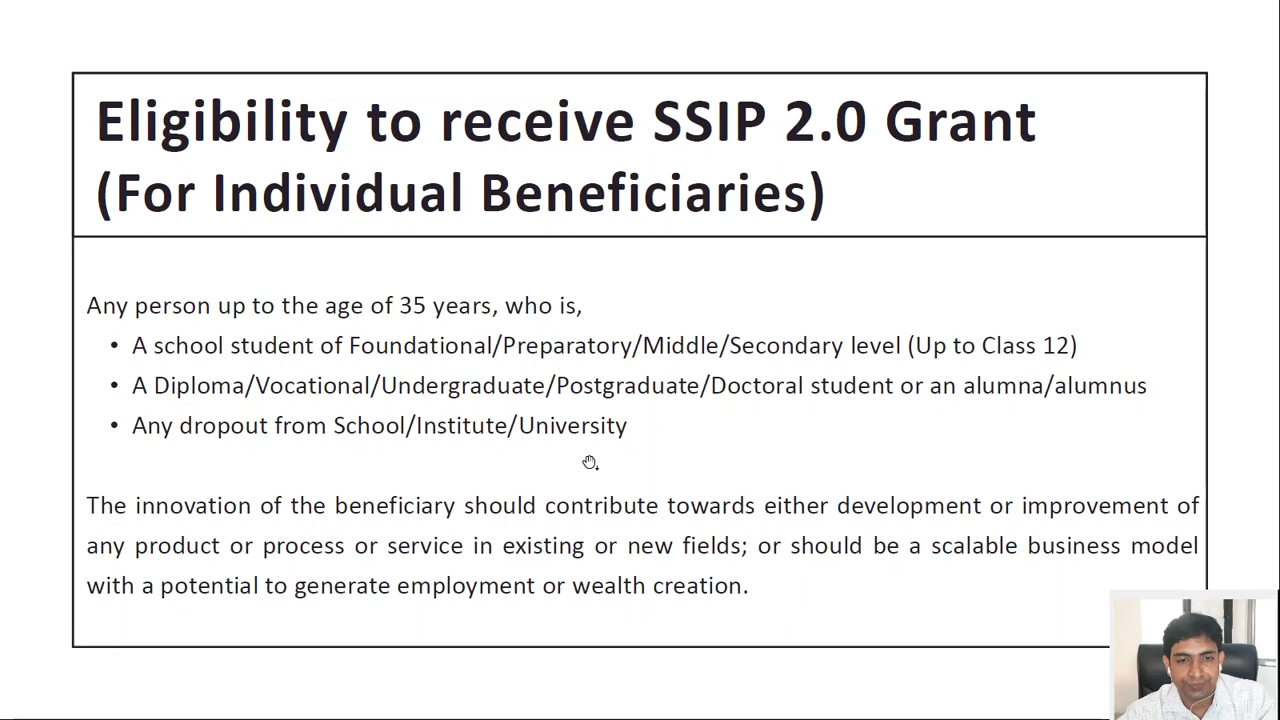 Eligibility to receive SSIP 2.0 Grant
(For Individual Beneficiaries)
Any person up to the age of 35 years, who is,
• A school student of Foundational/Preparatory/Middle/Secondary level (Up to Class 12)
• A Diploma/Vocational/Undergraduate/Postgraduate/Doctoral student or an alumna/alumnus
• Any dropout from School/Institute/University
The innovation of the beneficiary should contribute towards either development or improvement of
any product or process or service in existing or new fields; or should be a scalable business model
with a potential to generate employment or wealth creation.